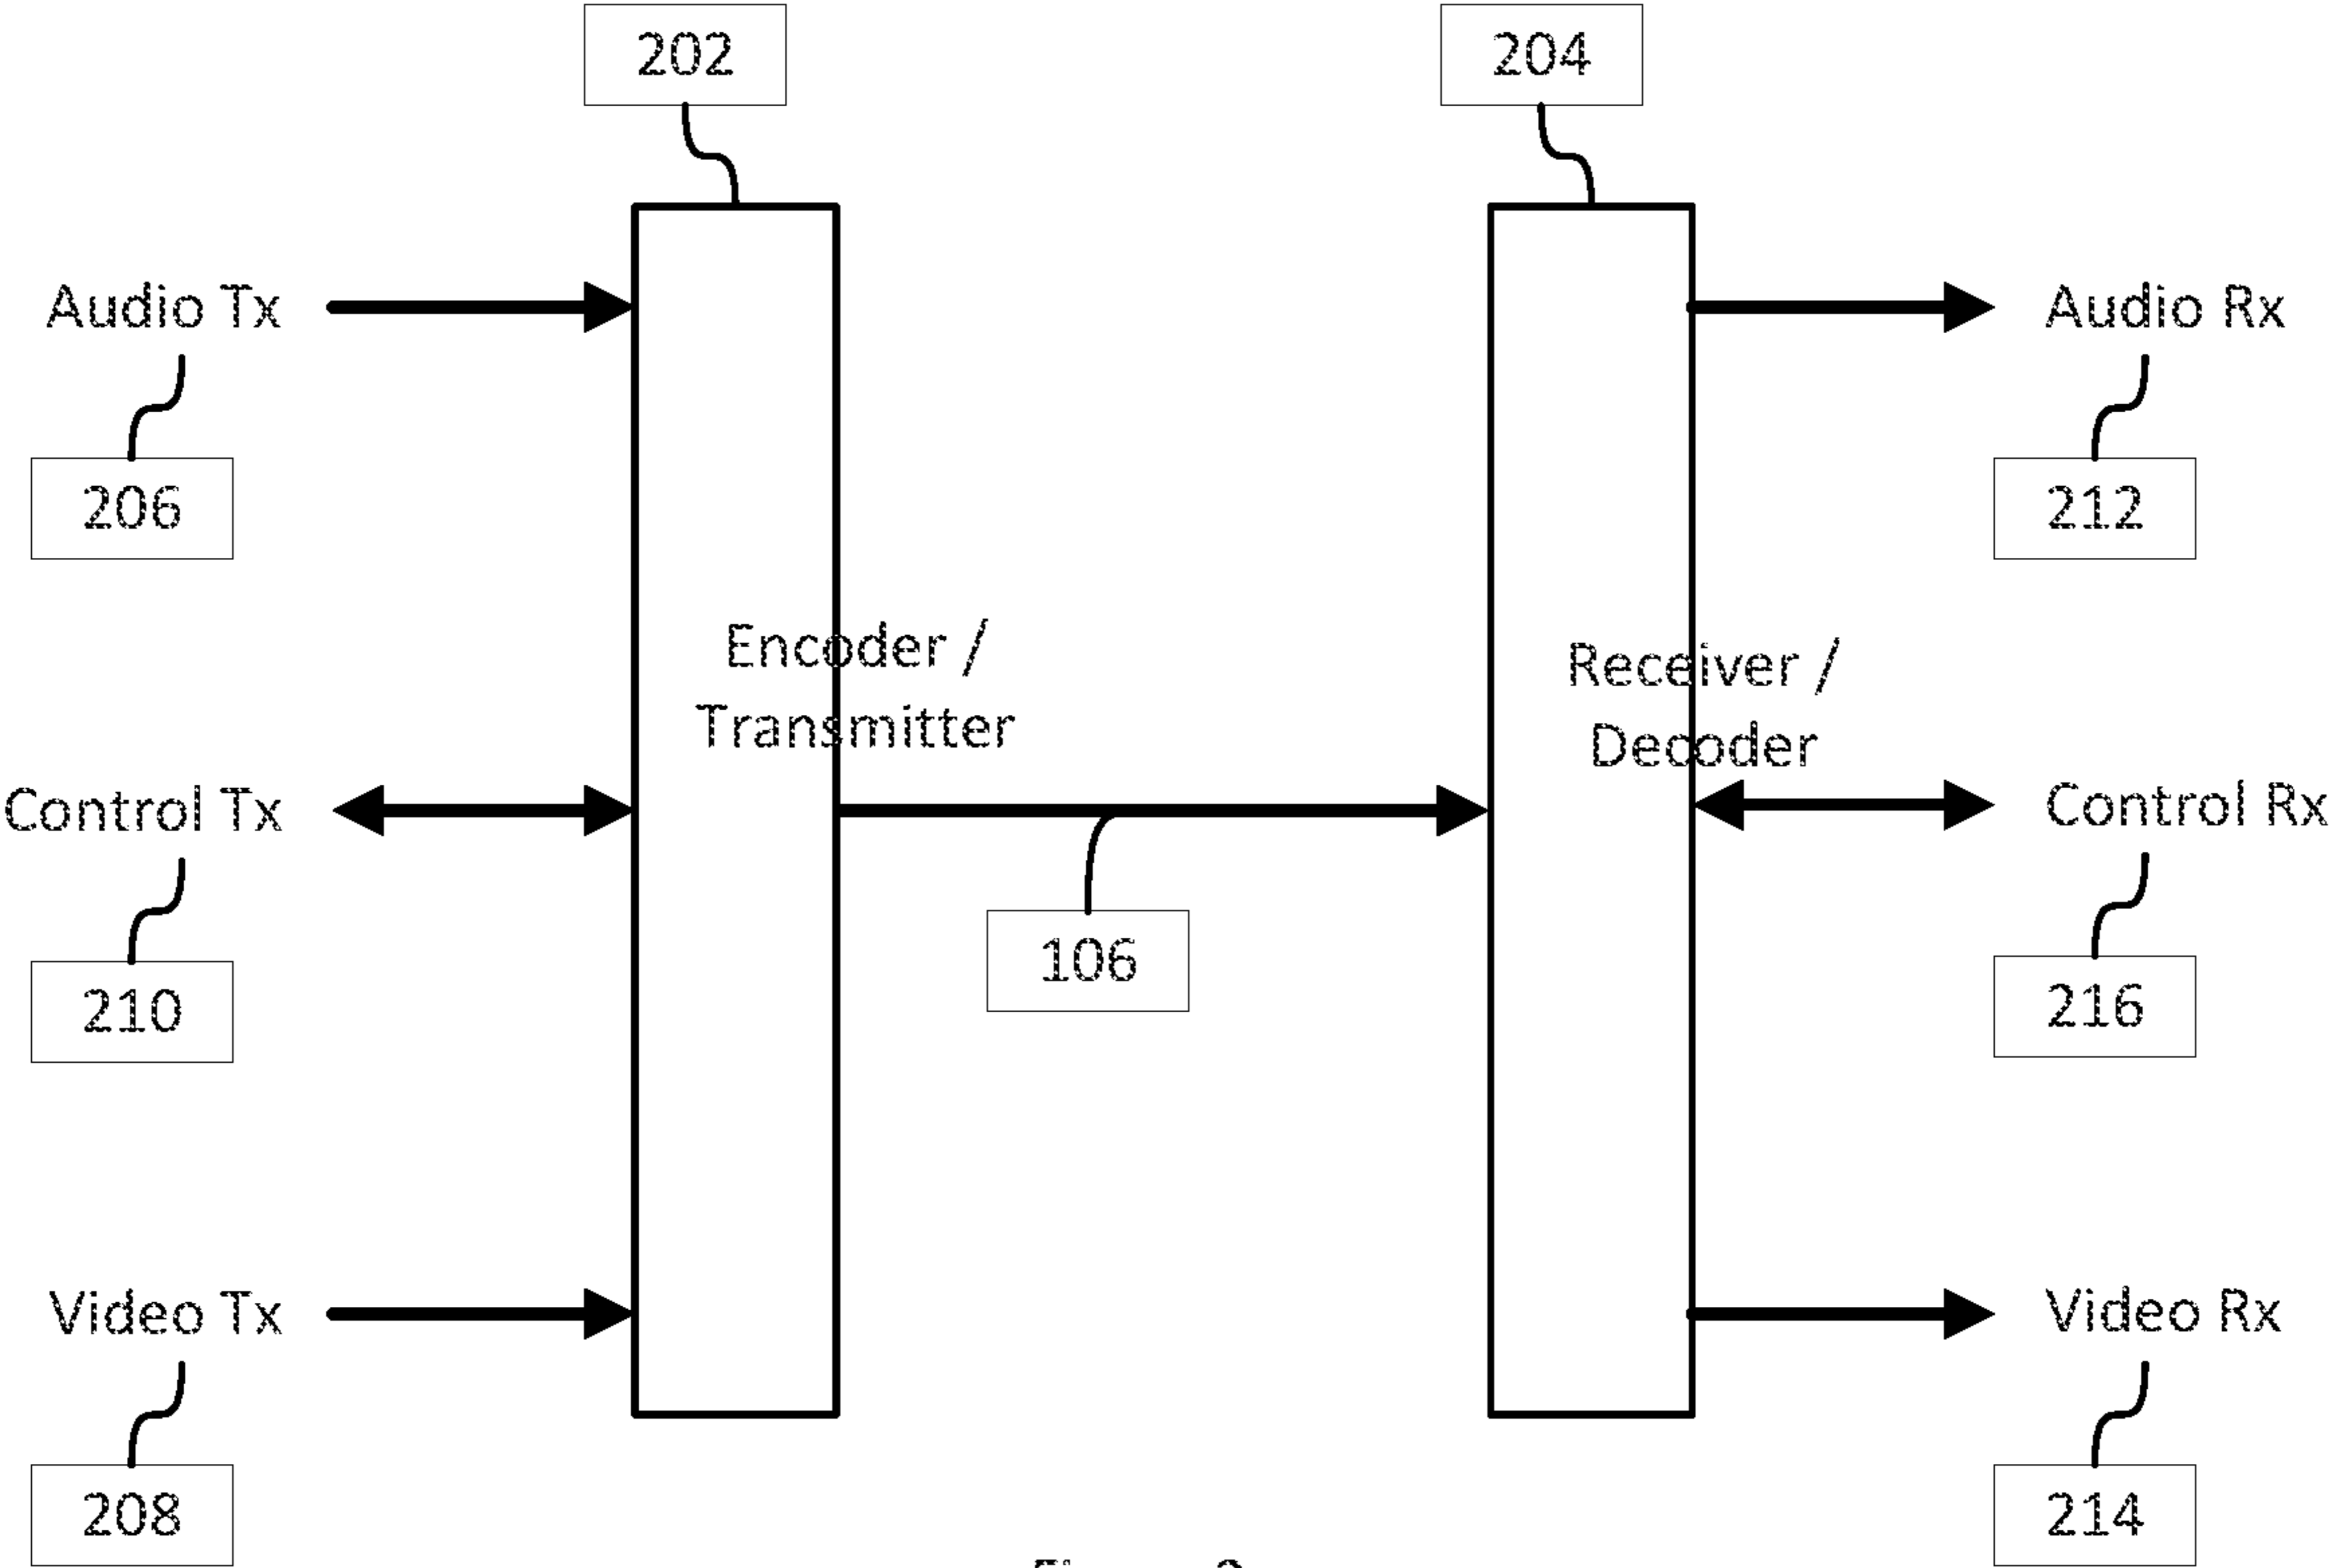 202
204
Audio Tx
Audio Rx
206
212
Encoder /
Transmitter
Receiver /
Decoder
Control Tx
Control Rx
106
210
216
Video Tx
Video Rx
208
214